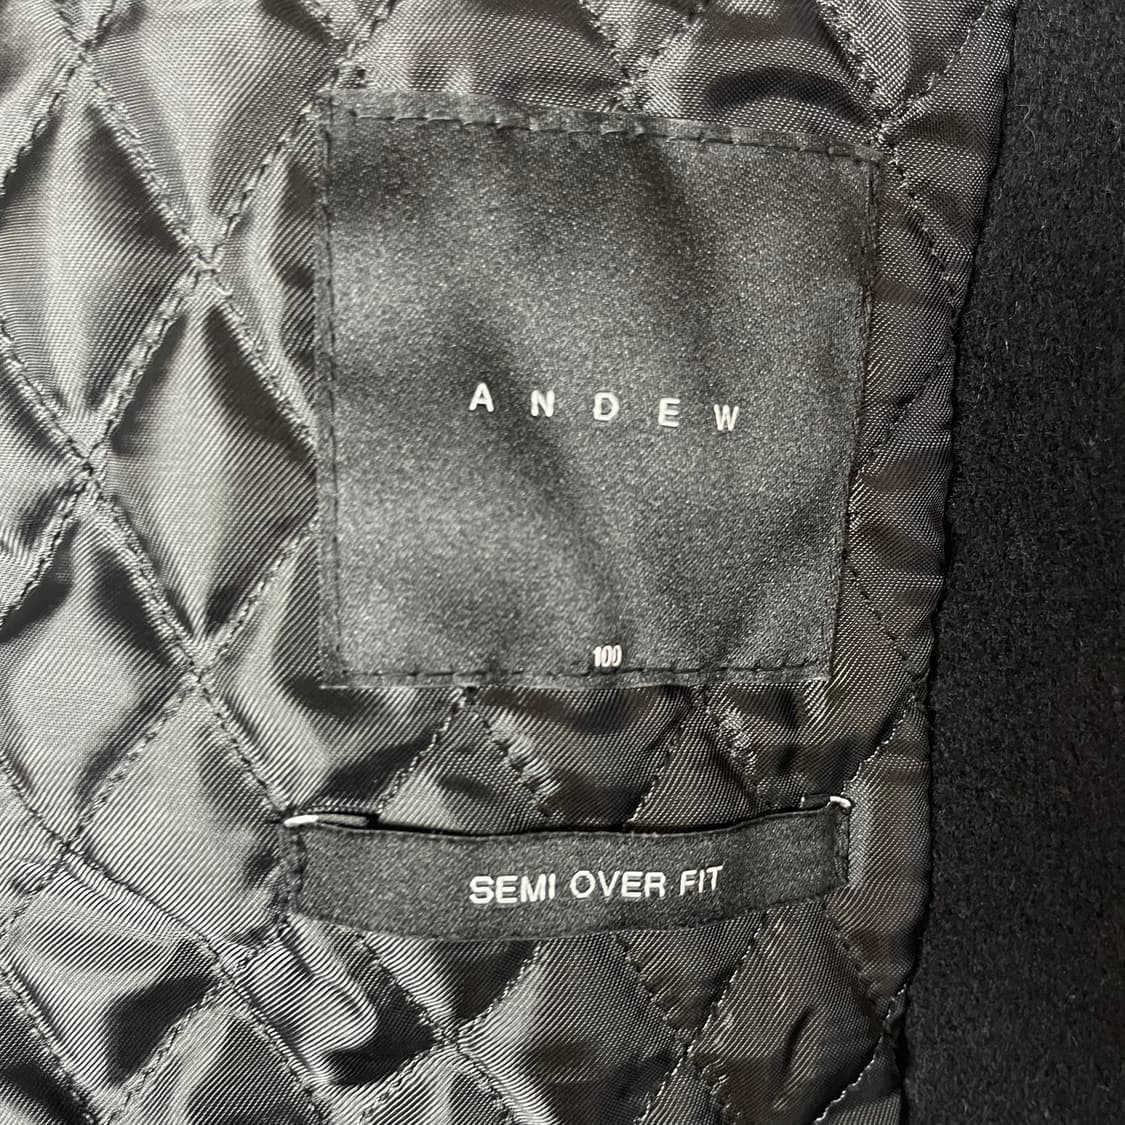 ANDEW
100
SEMI OVER FIT